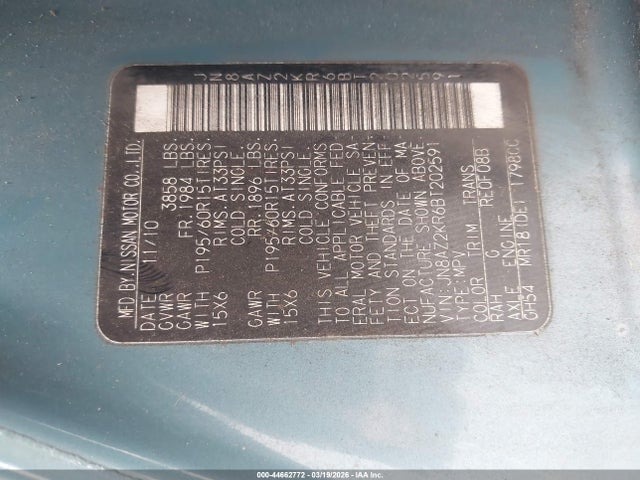 JN8AZ2KR6BT202591
MFD BY NISSAN MOTOR CO.,LTD.
DATE: 11/10
GVWR 3858 LBS.
GAWR FR. 1984 LBS.
WITH P195/60R15TIRES.
15X6 RIMS.AT33PSI
COLD SINGLE
GAWR RR. 1896 LBS.
WITH P195/60R15TIRES.
15X6 RIMS.AT33PSI
COLD SINGLE
THIS VEHICLE CONFORMS
TO ALL APPLICABLE FED
ERAL MOTOR VEHICLE SA-
FETY AND THEFT PREVEN-
TION STANDARDS IN EFF-
ECT ON THE DATE OF MA-
NUFACTURE SHOWN ABOVE.
VIN:JN8AZ2KR6BT202591
TYPE:MPV
COLOR TRIM TRANS
RAH G RE0F08B
AXLE ENGINE
GH54 MR18(DE) 1798CC
000-44662772 | 03/19/2026 | IAA Inc.